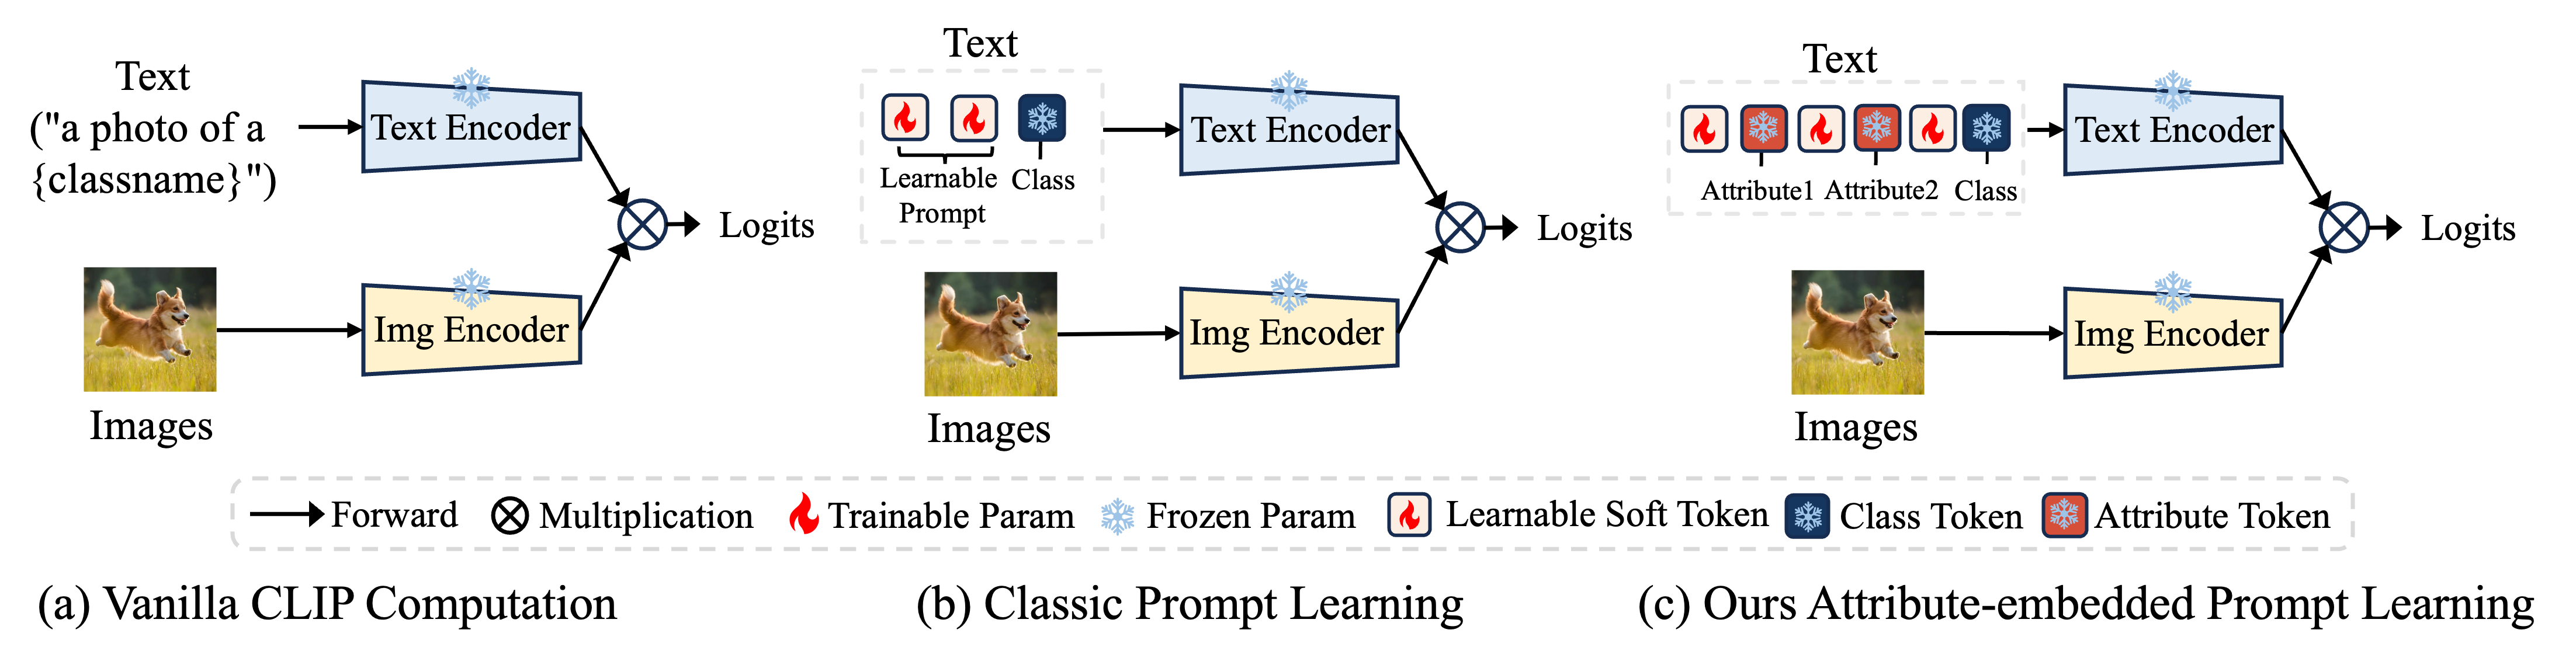 Text
("a photo of a
{classname}")
Text Encoder
Img Encoder
Logits
Images
Text
Learnable
Prompt
Class
Text Encoder
Img Encoder
Logits
Images
Text
Attribute1 Attribute2 Class
Text Encoder
Img Encoder
Logits
Images
Forward Multiplication Trainable Param Frozen Param Learnable Soft Token Class Token Attribute Token
(a) Vanilla CLIP Computation
(b) Classic Prompt Learning
(c) Ours Attribute-embedded Prompt Learning